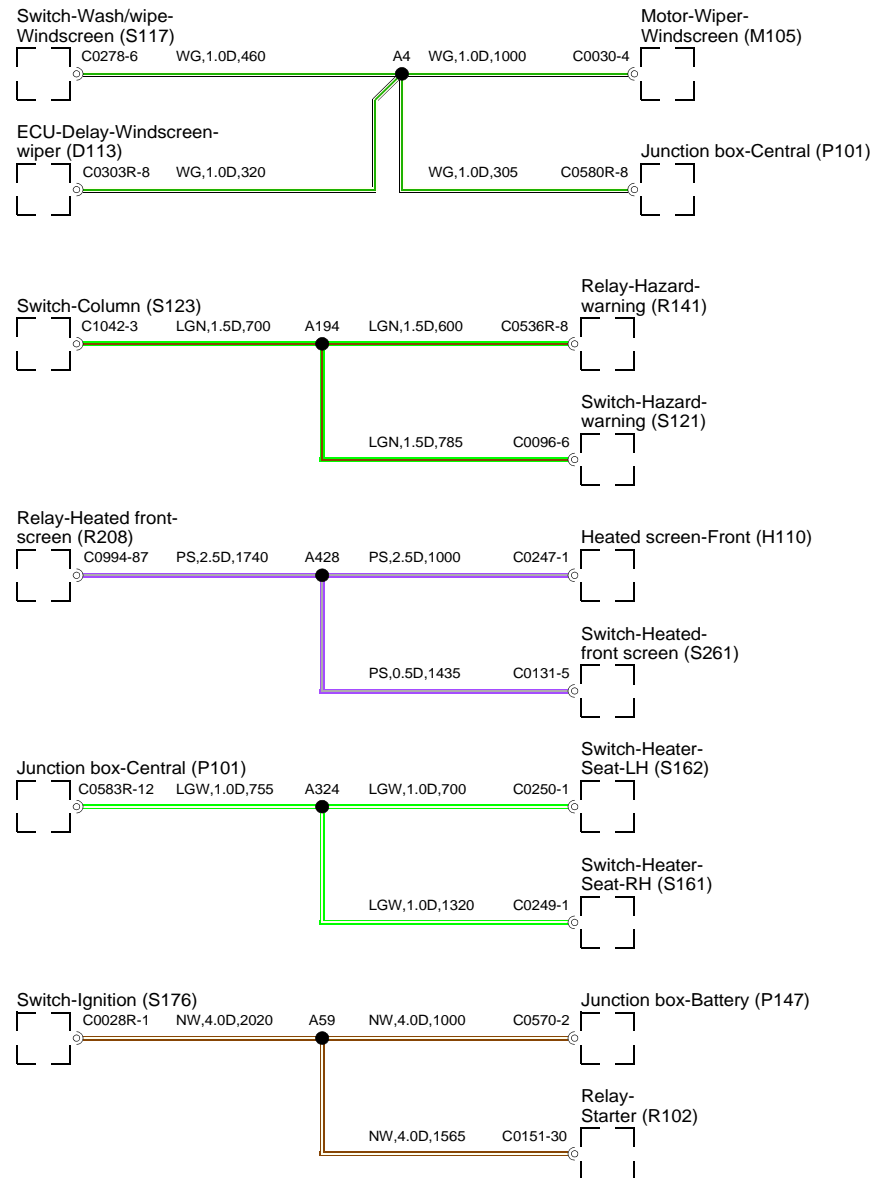 Switch-Wash/wipe-
Windscreen (S117)
C0278-6 WG,1.0D,460 A4 WG,1.0D,1000 C0030-4
Motor-Wiper-
Windscreen (M105)
ECU-Delay-Windscreen-
wiper (D113)
C0303R-8 WG,1.0D,320 WG,1.0D,305 C0580R-8
Junction box-Central (P101)
Switch-Column (S123)
C1042-3 LGN,1.5D,700 A194 LGN,1.5D,600 C0536R-8
Relay-Hazard-
warning (R141)
LGN,1.5D,785 C0096-6
Switch-Hazard-
warning (S121)
Relay-Heated front-
screen (R208)
C0994-87 PS,2.5D,1740 A428 PS,2.5D,1000 C0247-1
Heated screen-Front (H110)
PS,0.5D,1435 C0131-5
Switch-Heated-
front screen (S261)
Junction box-Central (P101)
C0583R-12 LGW,1.0D,755 A324 LGW,1.0D,700 C0250-1
Switch-Heater-
Seat-LH (S162)
LGW,1.0D,1320 C0249-1
Switch-Heater-
Seat-RH (S161)
Switch-Ignition (S176)
C0028R-1 NW,4.0D,2020 A59 NW,4.0D,1000 C0570-2
Junction box-Battery (P147)
NW,4.0D,1565 C0151-30
Relay-
Starter (R102)